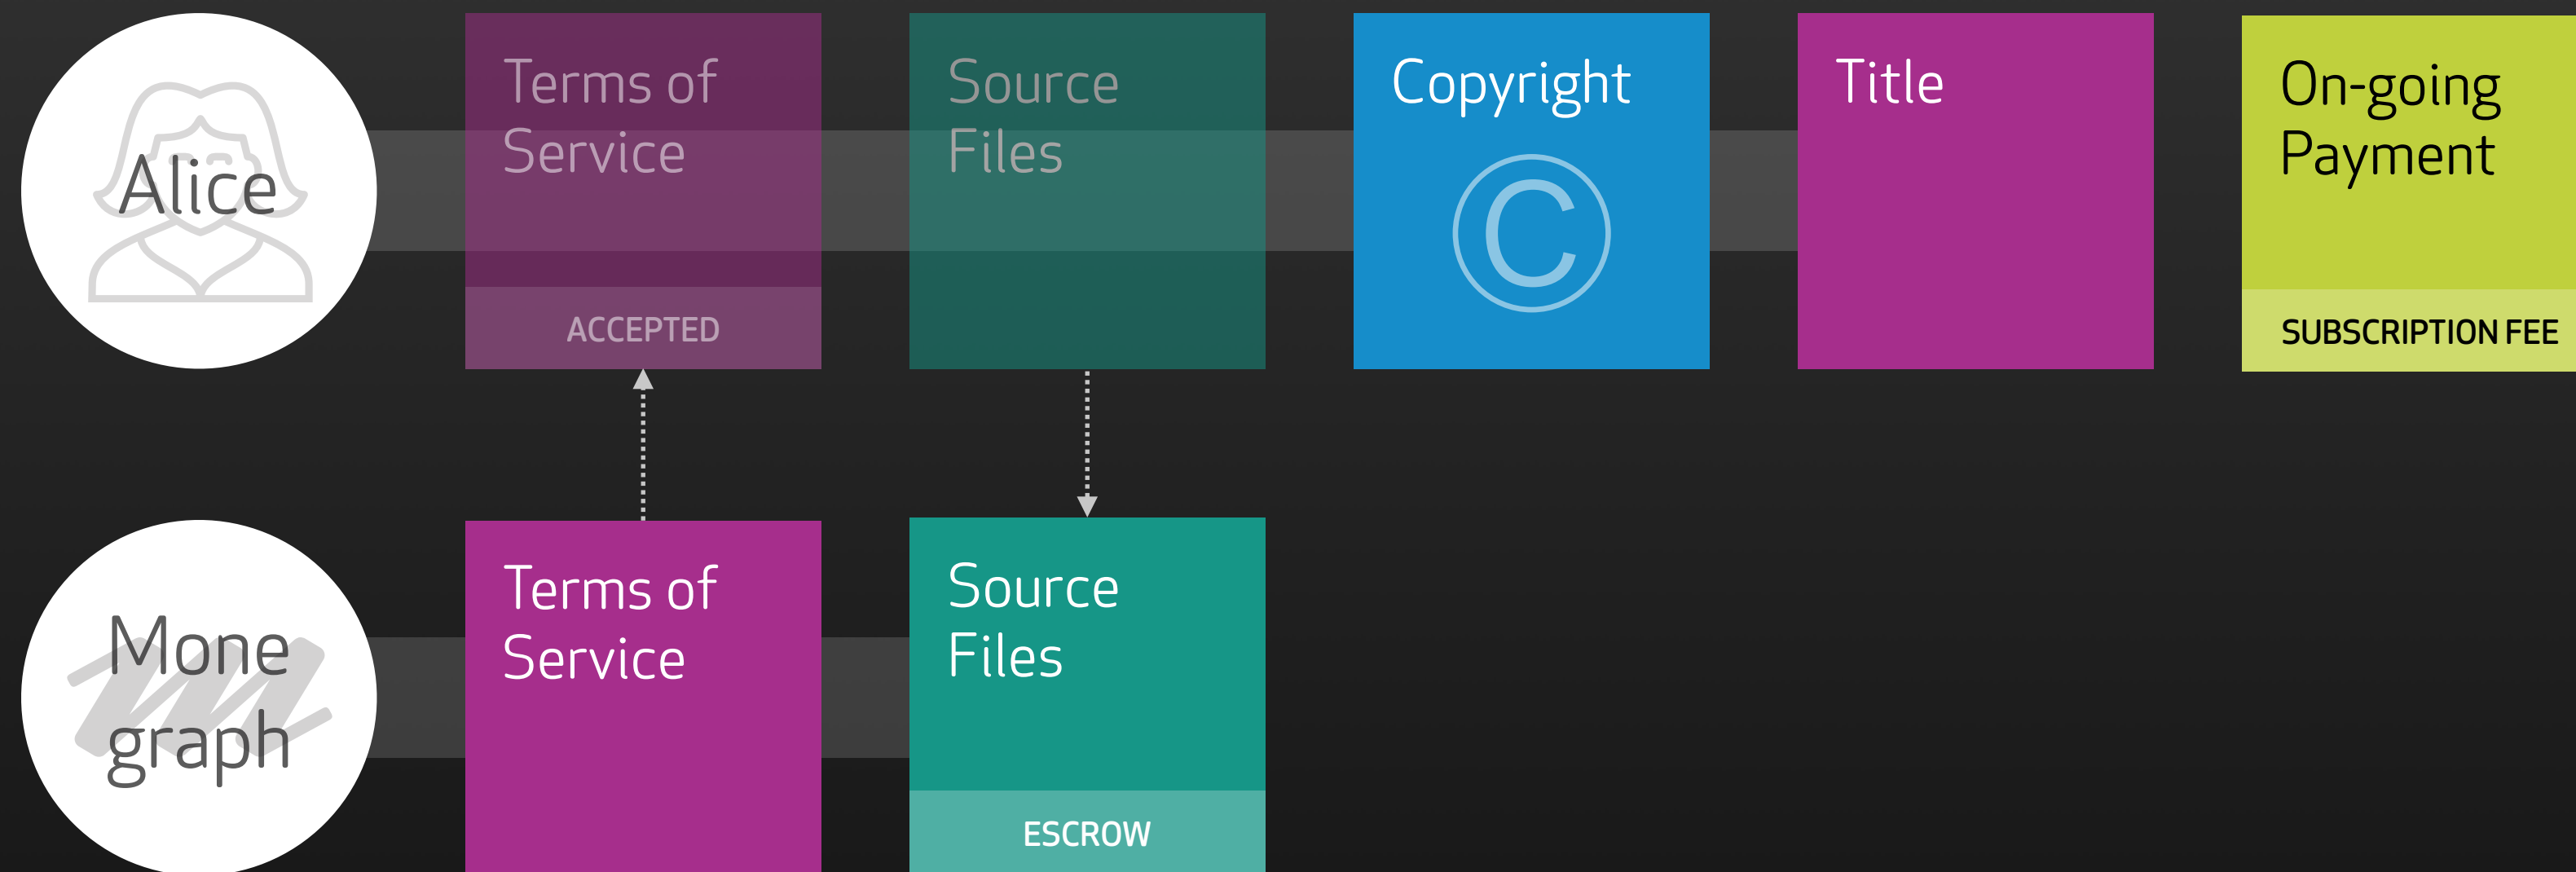 Alice
Terms of
Service
ACCEPTED
Source
Files
Copyright
©
Title
On-going
Payment
SUBSCRIPTION FEE
Mone
graph
Terms of
Service
Source
Files
ESCROW